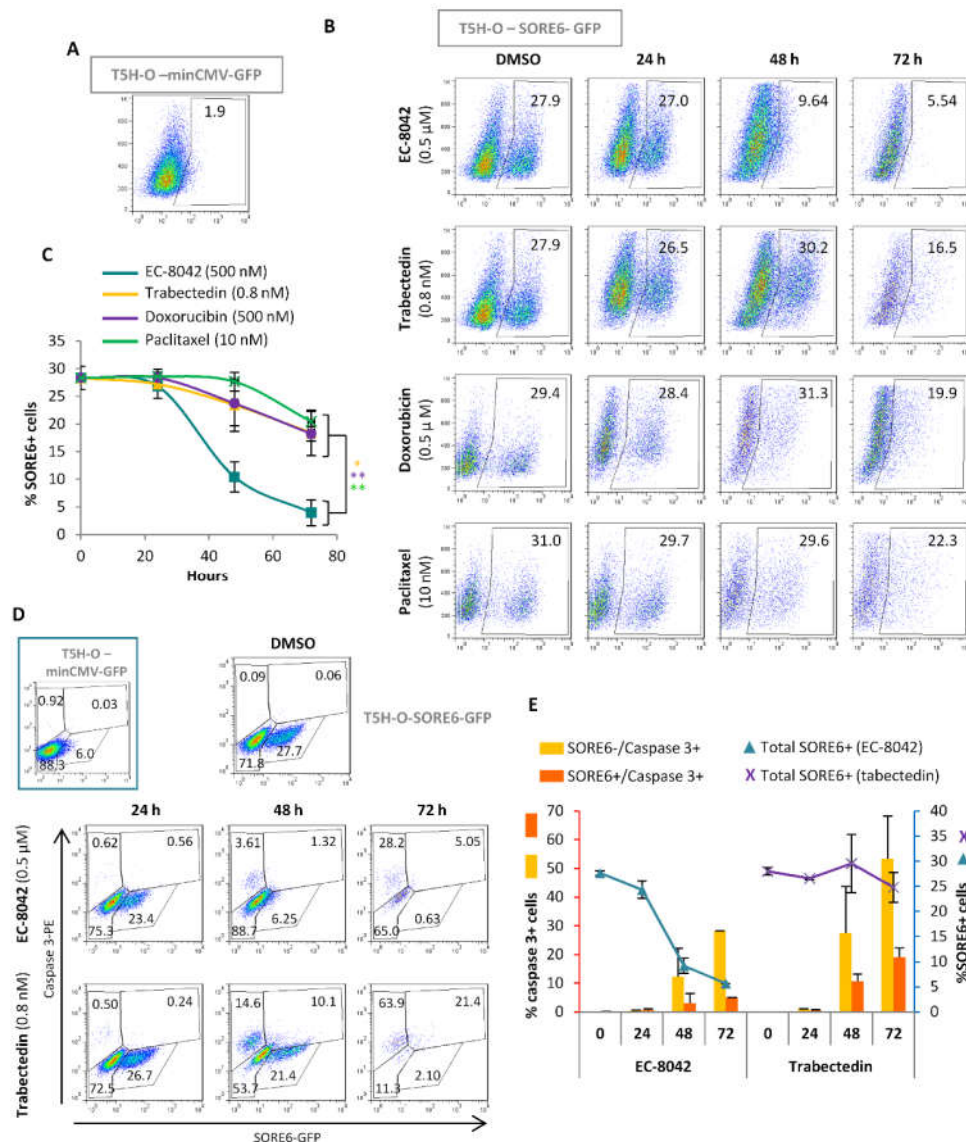 A
T5H-O –minCMV-GFP
1.9
B
T5H-O – SORE6- GFP
DMSO 24 h 48 h 72 h
EC-8042
(0.5 µM)
27.9 27.0 9.64 5.54
Trabectedin
(0.8 nM)
27.9 26.5 30.2 16.5
Doxorubicin
(0.5 µ M)
29.4 28.4 31.3 19.9
Paclitaxel
(10 nM)
31.0 29.7 29.6 22.3
C
EC-8042 (500 nM)
Trabectedin (0.8 nM)
Doxorucibin (500 nM)
Paclitaxel (10 nM)
% SORE6+ cells
35
30
25
20
15
10
5
0
0 20 40 60 80
Hours
*
**
**
D
T5H-O –
minCMV-GFP
0.92 0.03
6.0
88.3
DMSO
0.09 0.06
27.7
71.8
T5H-O-SORE6-GFP
24 h 48 h 72 h
EC-8042 (0.5 µM)
0.62 0.56 3.61 1.32 28.2 5.05
23.4 6.25 0.63
75.3 88.7 65.0
Caspase 3-PE
Trabectedin (0.8 nM)
0.50 0.24 14.6 10.1 63.9 21.4
26.7 21.4 2.10
72.5 53.7 11.3
SORE6-GFP
E
SORE6-/Caspase 3+
SORE6+/Caspase 3+
Total SORE6+ (EC-8042)
Total SORE6+ (tabectedin)
% caspase 3+ cells
70
60
50
40
30
20
10
0
40
35
30
25
20
15
10
5
0
%SORE6+ cells
0 24 48 72 0 24 48 72
EC-8042 Trabectedin